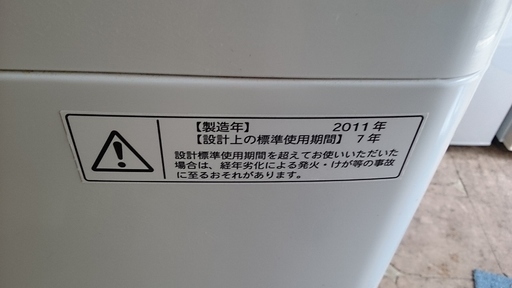 【製造年】 2011年
【設計上の標準使用期間】 7年
設計標準使用期間を超えてお使いいただいた
場合は、経年劣化による発火・けが等の事故
に至るおそれがあります。